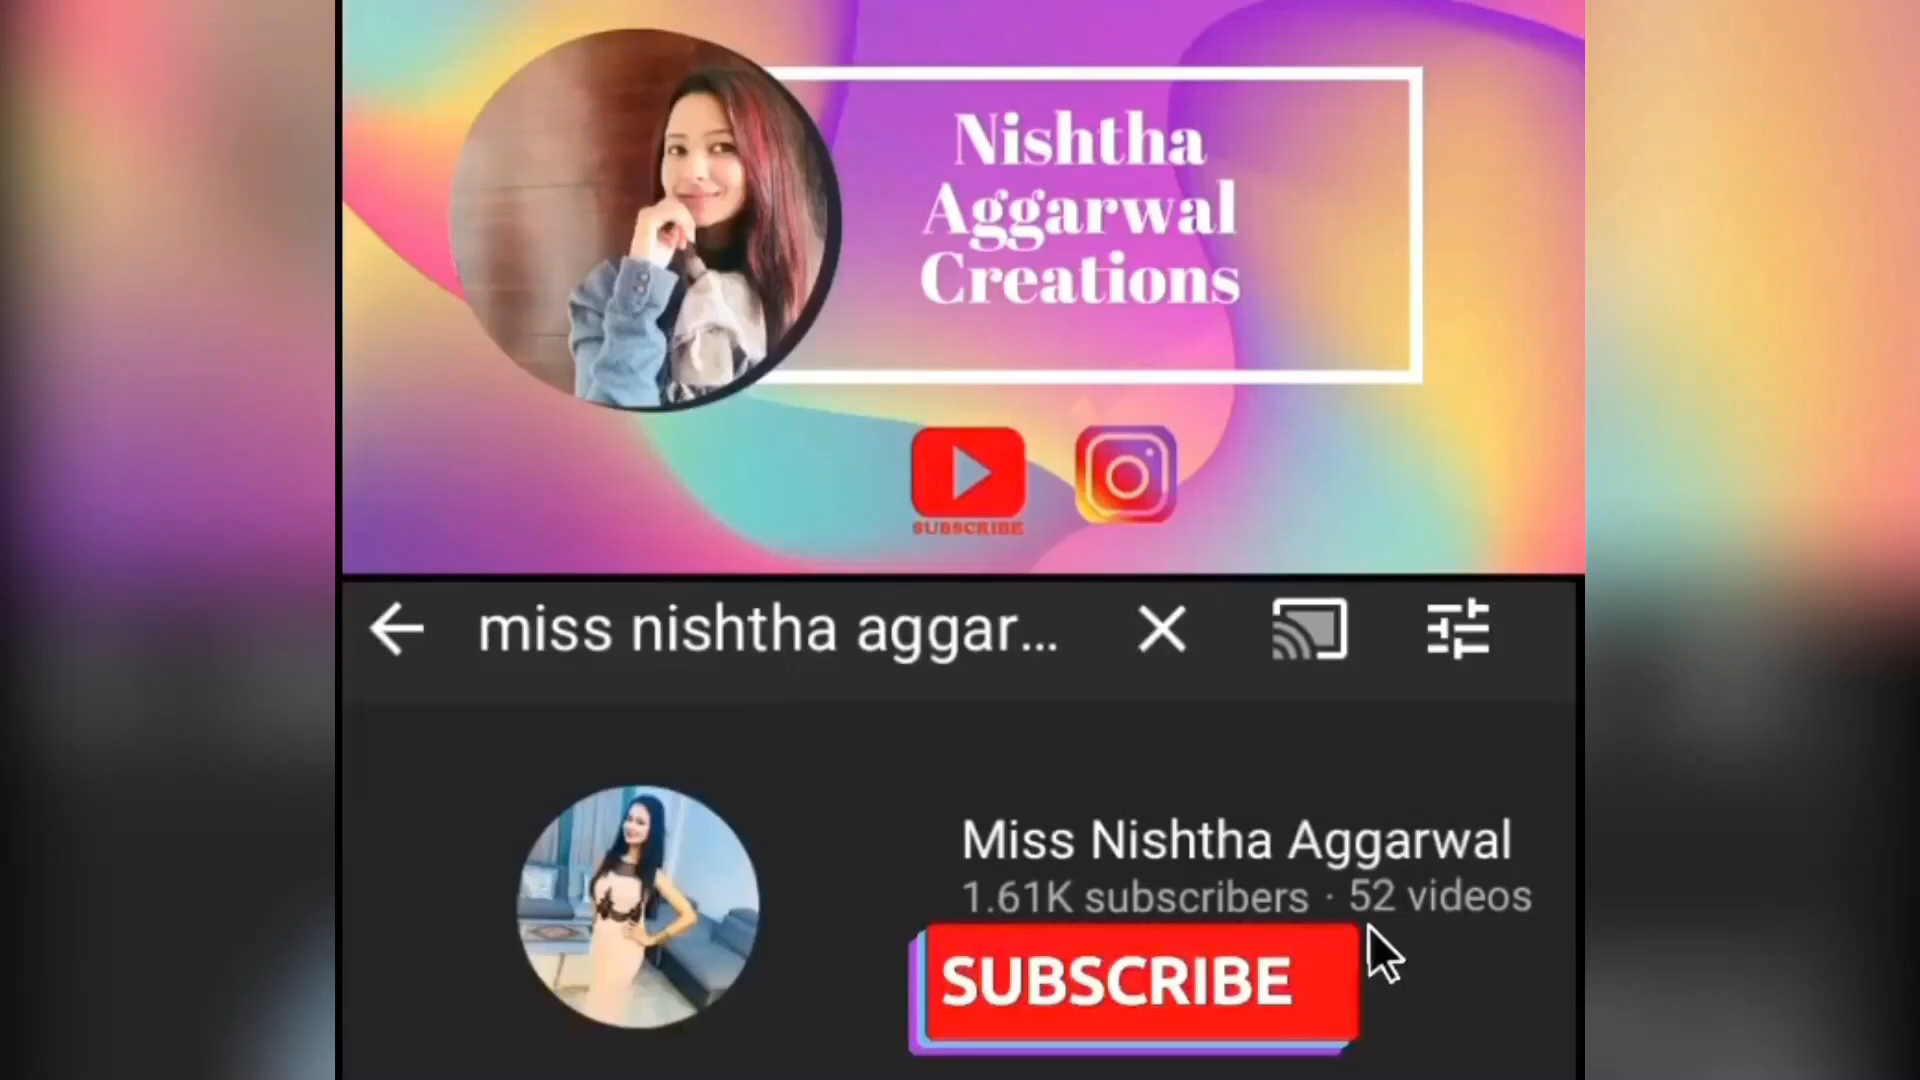 Nishtha
Aggarwal
Creations
SUBSCRIBE
miss nishtha aggar...
Miss Nishtha Aggarwal
1.61K subscribers · 52 videos
SUBSCRIBE